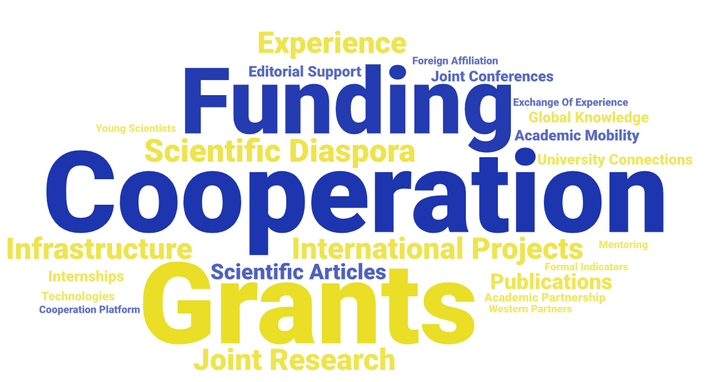 Experience
Foreign Affiliation
Editorial Support
Joint Conferences
Funding
Exchange Of Experience
Global Knowledge
Young Scientists
Academic Mobility
Scientific Diaspora
University Connections
Cooperation
Infrastructure
International Projects
Mentoring
Formal Indicators
Scientific Articles
Internships
Publications
Grants
Technologies
Academic Partnership
Cooperation Platform
Western Partners
Joint Research